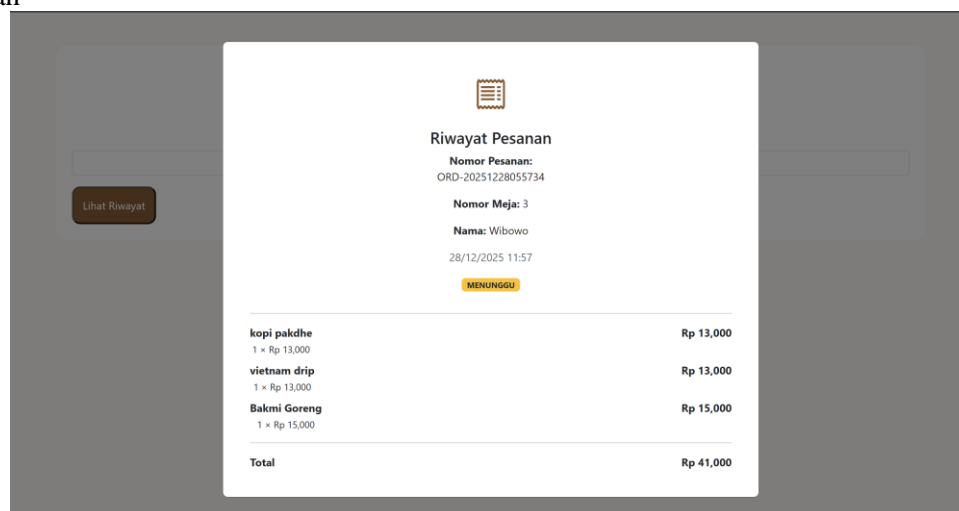 Riwayat Pesanan
Nomor Pesanan:
ORD-20251228055734
Nomor Meja: 3
Nama: Wibowo
28/12/2025 11:57
MENUNGGU
Lihat Riwayat
kopi pakdhe Rp 13,000
1 × Rp 13,000
vietnam drip Rp 13,000
1 × Rp 13,000
Bakmi Goreng Rp 15,000
1 × Rp 15,000
Total Rp 41,000